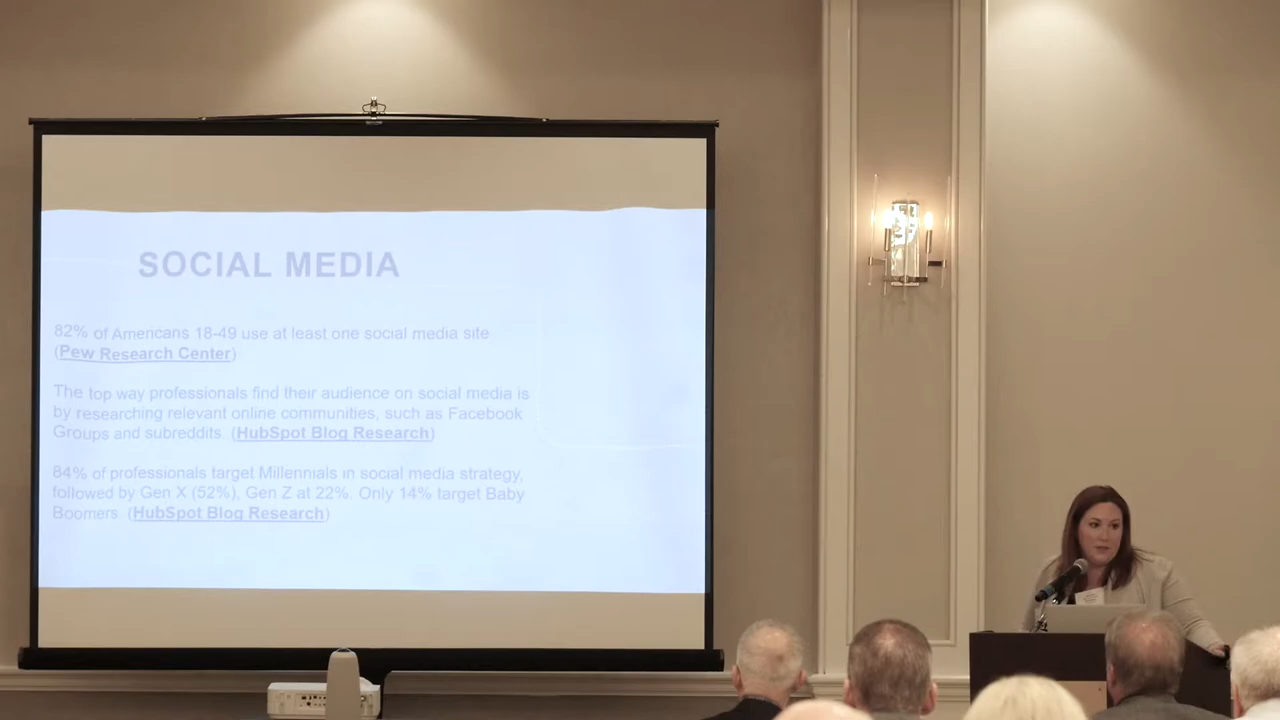 SOCIAL MEDIA
82% of Americans 18-49 use at least one social media site
(Pew Research Center)
The top way professionals find their audience on social media is
by researching relevant online communities, such as Facebook
Groups and subreddits. (HubSpot Blog Research)
84% of professionals target Millennials in social media strategy,
followed by Gen X (52%), Gen Z at 22%. Only 14% target Baby
Boomers. (HubSpot Blog Research)